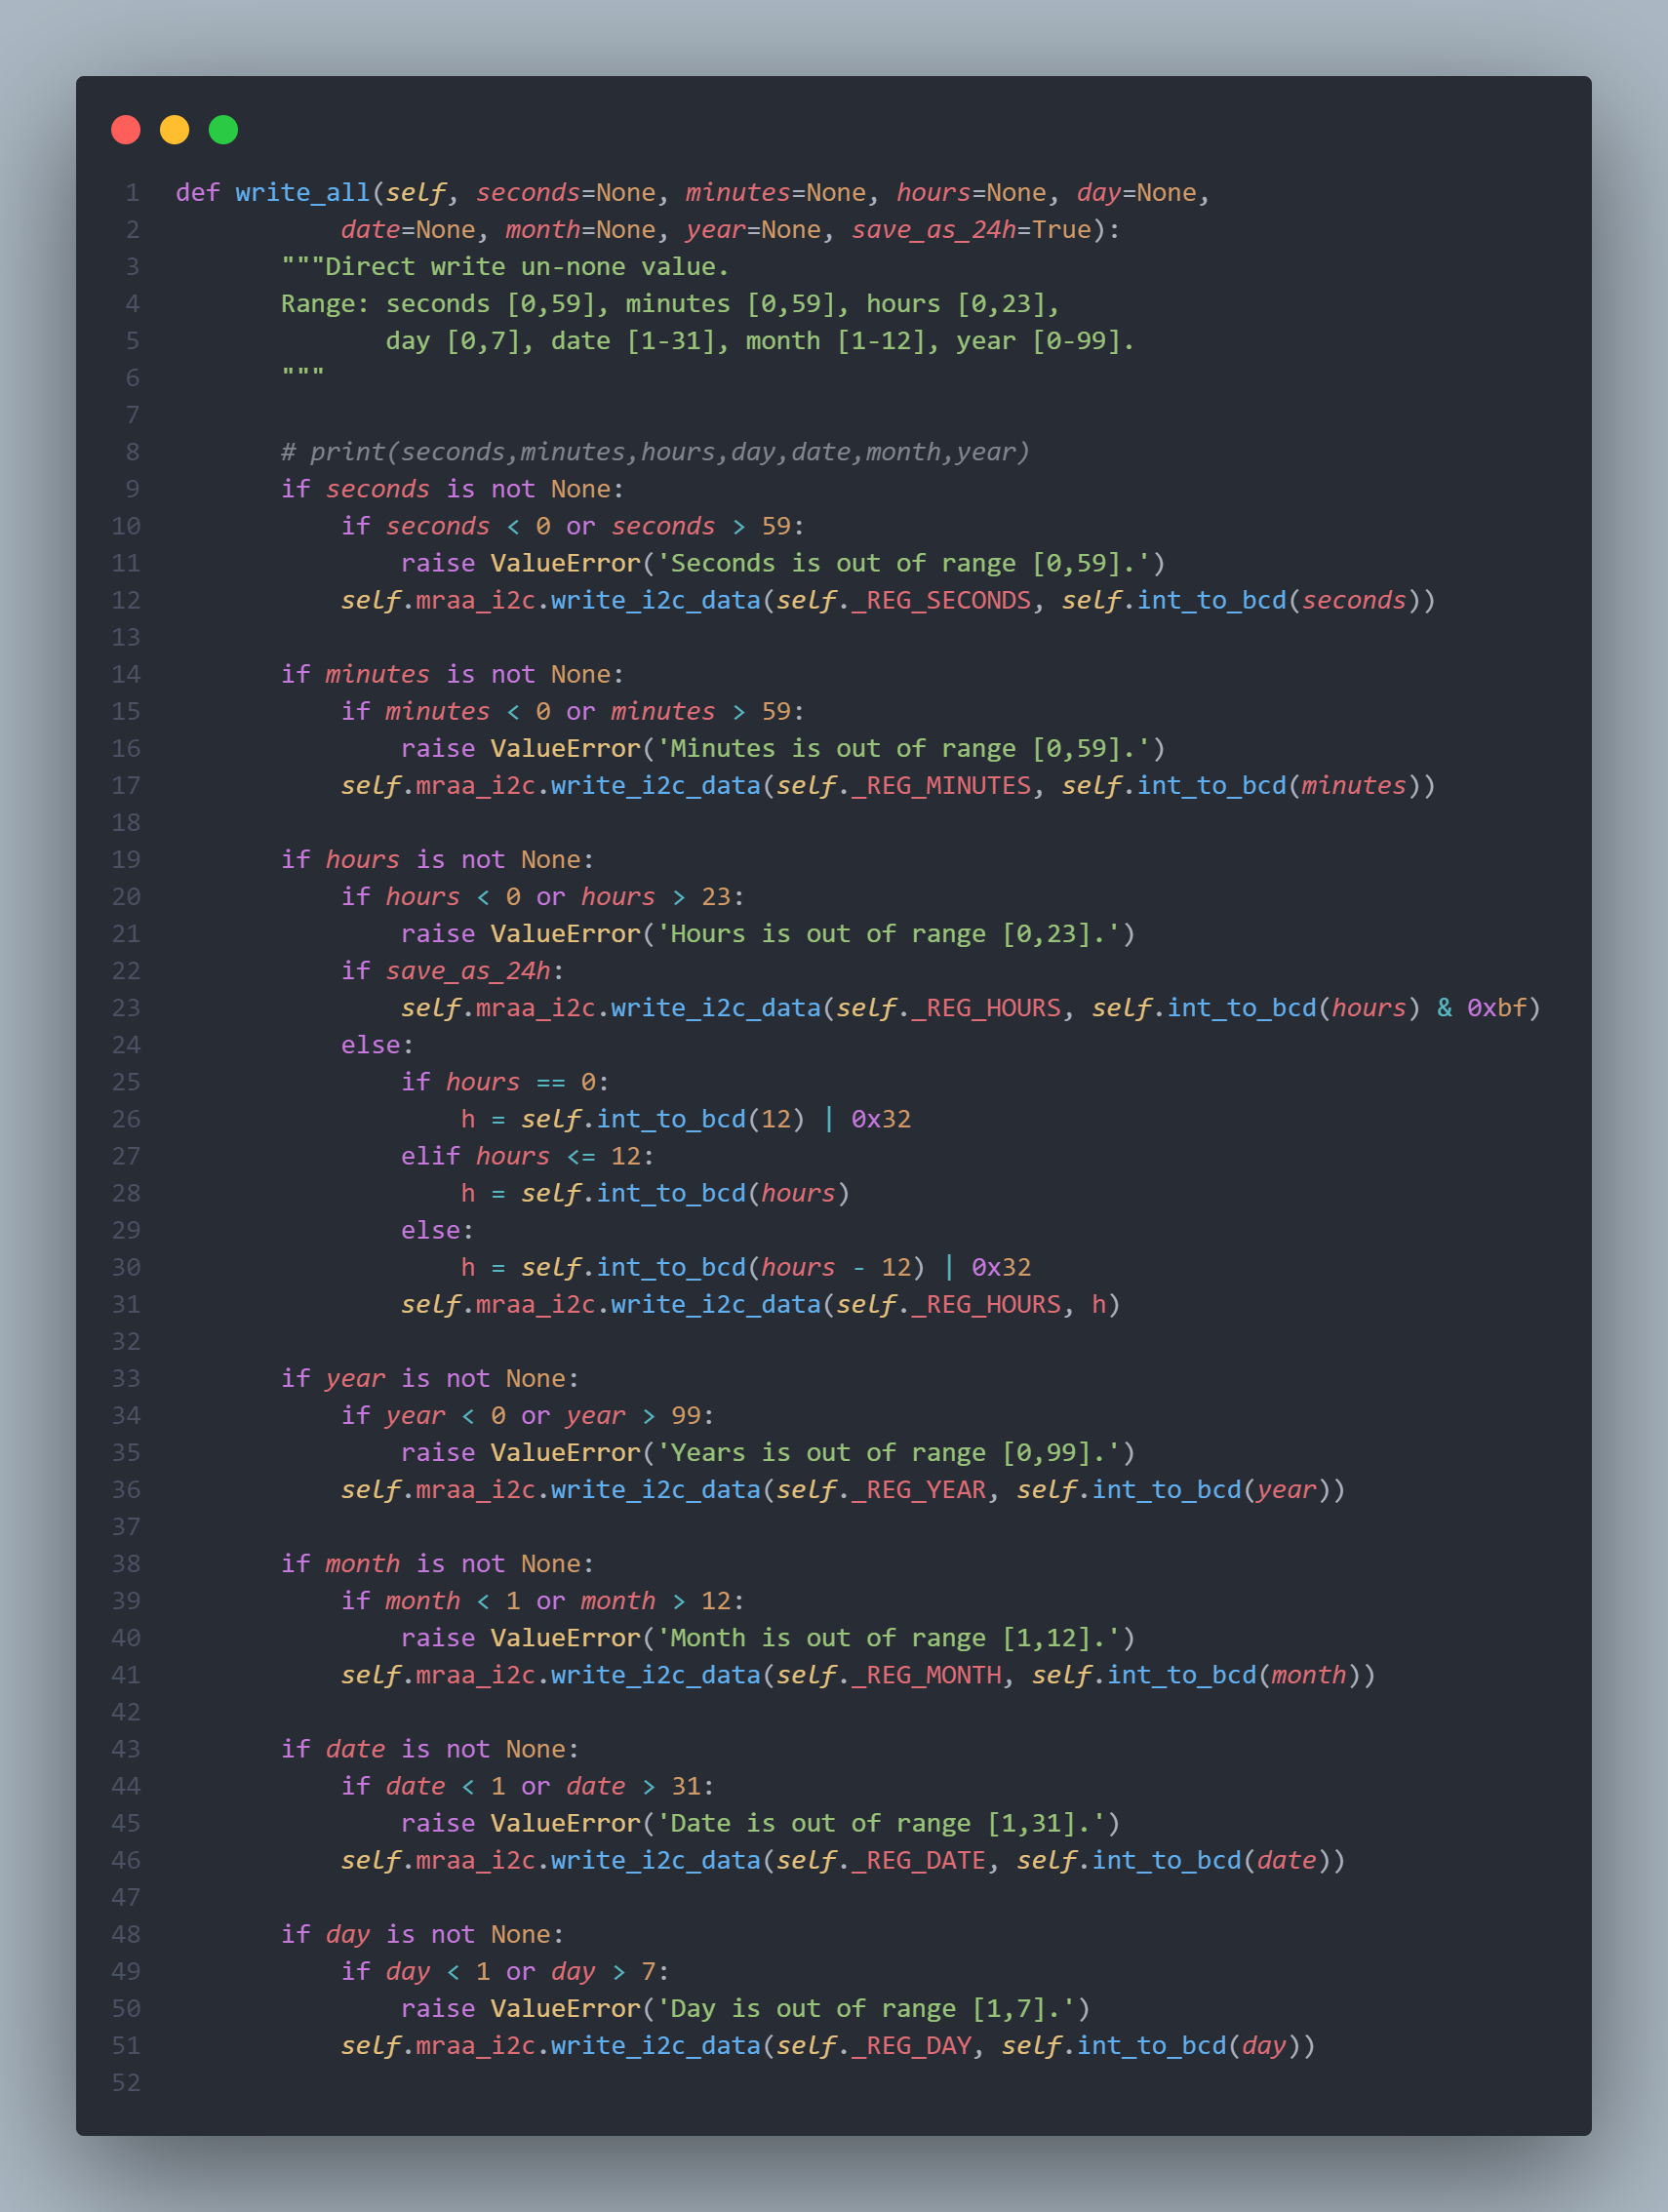 1 def write_all(self, seconds=None, minutes=None, hours=None, day=None,
2 date=None, month=None, year=None, save_as_24h=True):
3 """Direct write un-none value.
4 Range: seconds [0,59], minutes [0,59], hours [0,23],
5 day [0,7], date [1-31], month [1-12], year [0-99].
6 """
7
8 # print(seconds,minutes,hours,day,date,month,year)
9 if seconds is not None:
10 if seconds < 0 or seconds > 59:
11 raise ValueError('Seconds is out of range [0,59].')
12 self.mraa_i2c.write_i2c_data(self._REG_SECONDS, self.int_to_bcd(seconds))
13
14 if minutes is not None:
15 if minutes < 0 or minutes > 59:
16 raise ValueError('Minutes is out of range [0,59].')
17 self.mraa_i2c.write_i2c_data(self._REG_MINUTES, self.int_to_bcd(minutes))
18
19 if hours is not None:
20 if hours < 0 or hours > 23:
21 raise ValueError('Hours is out of range [0,23].')
22 if save_as_24h:
23 self.mraa_i2c.write_i2c_data(self._REG_HOURS, self.int_to_bcd(hours) & 0xbf)
24 else:
25 if hours == 0:
26 h = self.int_to_bcd(12) | 0x32
27 elif hours <= 12:
28 h = self.int_to_bcd(hours)
29 else:
30 h = self.int_to_bcd(hours - 12) | 0x32
31 self.mraa_i2c.write_i2c_data(self._REG_HOURS, h)
32
33 if year is not None:
34 if year < 0 or year > 99:
35 raise ValueError('Years is out of range [0,99].')
36 self.mraa_i2c.write_i2c_data(self._REG_YEAR, self.int_to_bcd(year))
37
38 if month is not None:
39 if month < 1 or month > 12:
40 raise ValueError('Month is out of range [1,12].')
41 self.mraa_i2c.write_i2c_data(self._REG_MONTH, self.int_to_bcd(month))
42
43 if date is not None:
44 if date < 1 or date > 31:
45 raise ValueError('Date is out of range [1,31].')
46 self.mraa_i2c.write_i2c_data(self._REG_DATE, self.int_to_bcd(date))
47
48 if day is not None:
49 if day < 1 or day > 7:
50 raise ValueError('Day is out of range [1,7].')
51 self.mraa_i2c.write_i2c_data(self._REG_DAY, self.int_to_bcd(day))
52